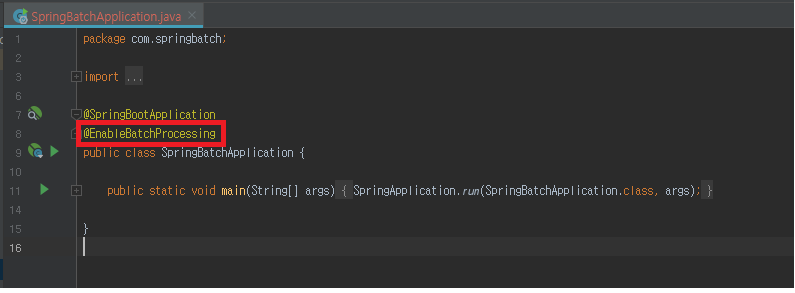 SpringBatchApplication.java ×
1 package com.springbatch;
2
3 import ...
6
7 @SpringBootApplication
8 @EnableBatchProcessing
9 public class SpringBatchApplication {
10
11 public static void main(String[] args) { SpringApplication.run(SpringBatchApplication.class, args); }
14
15 }
16